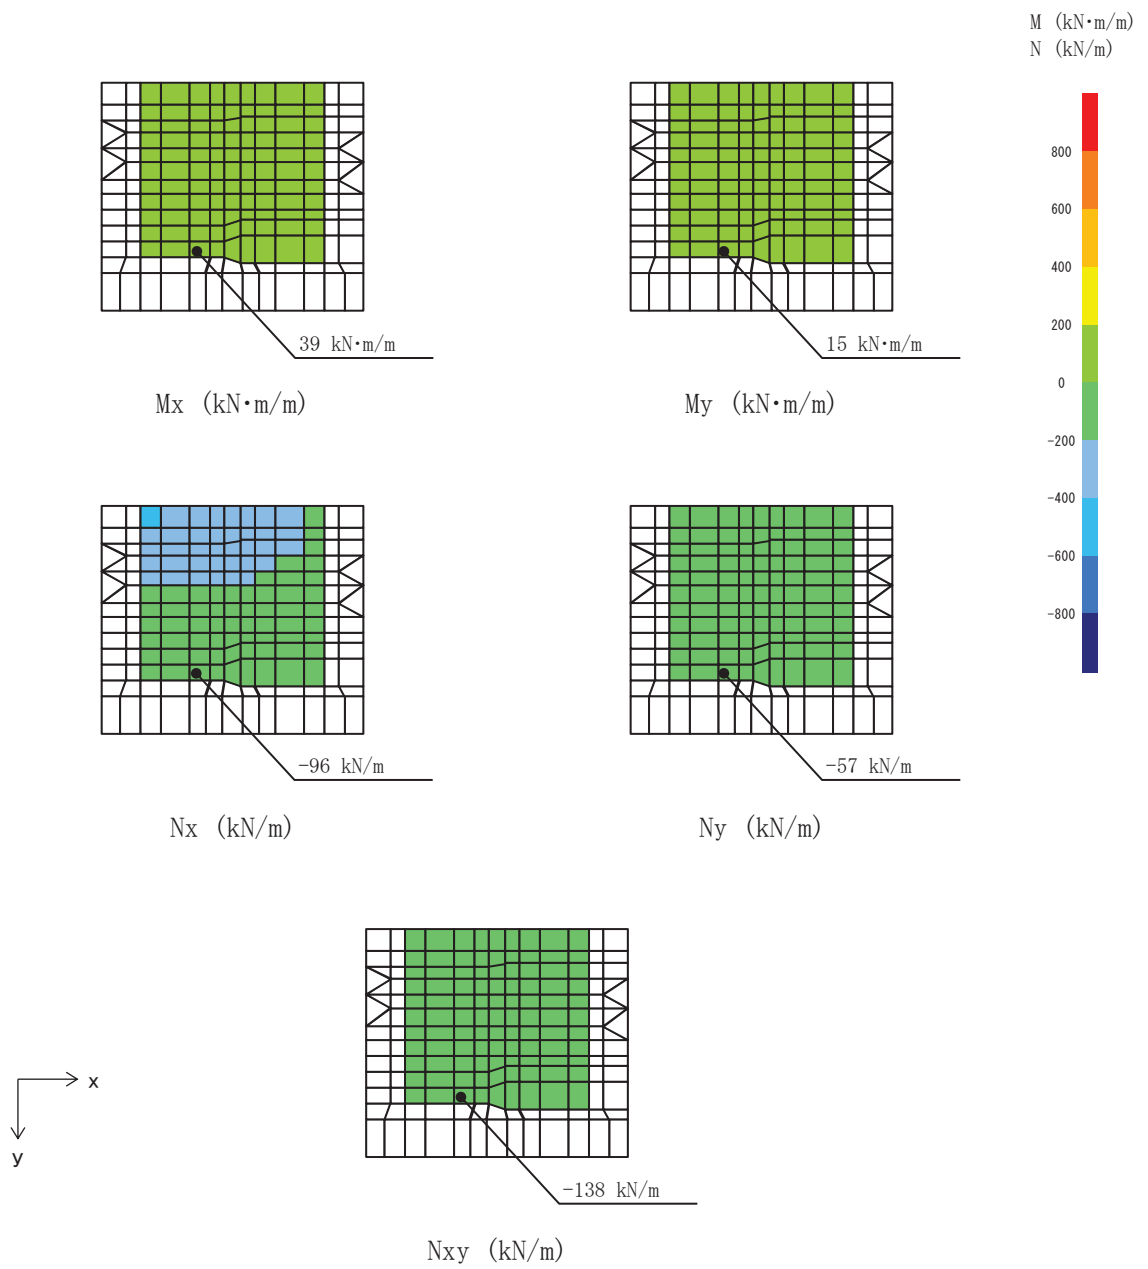 M (kN・m/m)
N (kN/m)
800
600
400
200
0
-200
-400
-600
-800
39 kN・m/m
Mx (kN・m/m)
15 kN・m/m
My (kN・m/m)
-96 kN/m
Nx (kN/m)
-57 kN/m
Ny (kN/m)
-138 kN/m
Nxy (kN/m)
x
y